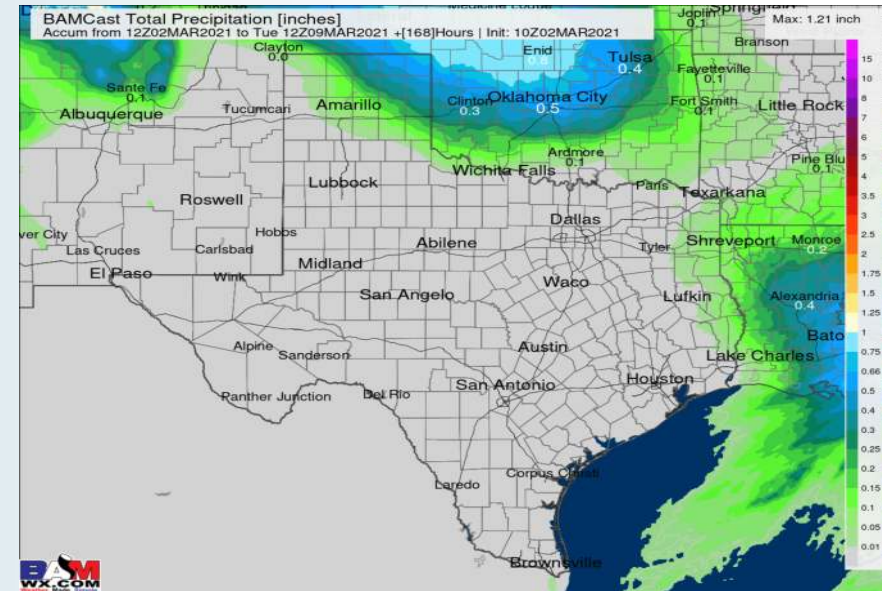 BAMCast Total Precipitation [inches]
Accum from 12Z02MAR2021 to Tue 12Z09MAR2021 +[168]Hours | Init: 10Z02MAR2021
Max: 1.21 inch
Joplin
0.1
Branson
Clayton
0.0
Enid
0.8
Tulsa
0.4
Fayetteville
0.1
Sante Fe
0.1
Albuquerque
Tucumcari
Amarillo
Clinton
0.3
Oklahoma City
0.5
Fort Smith
0.1
Little Rock
Ardmore
0.1
Wichita Falls
Pine Blu
0.1
Lubbock
Paris
Texarkana
Roswell
Dallas
ver City
Las Cruces
Hobbs
Carlsbad
Abilene
Tyler
Shreveport
Monroe
0.2
El Paso
Wink
Midland
San Angelo
Waco
Lufkin
Alexandria
0.4
Alpine
Sanderson
Austin
Bato
Lake Charles
Panther Junction
Del Rio
San Antonio
Houston
Laredo
Corpus Christi
Brownsville
15
10
8
7
6
5
4.5
4
3.5
3
2.5
2
1.75
1.5
1.25
1
0.75
0.66
0.5
0.4
0.3
0.25
0.2
0.15
0.1
0.05
0.01
BAM
WX.COM